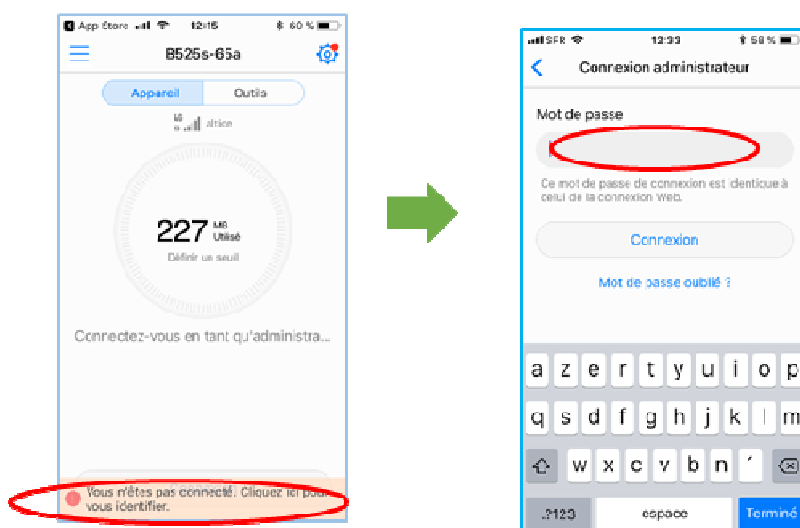 App Store 12:15 60 %
B525s-65a
Appareil Outils
altice
227 MB
Utilisé
Définir un seuil
Connectez-vous en tant qu'administra...
Vous n'êtes pas connecté. Cliquez ici pour
vous identifier.
SFR 12:33 58 %
Connexion administrateur
Mot de passe
Ce mot de passe de connexion est identique à
celui de la connexion Web.
Connexion
Mot de passe oublié ?
a z e r t y u i o p
q s d f g h j k l m
w x c v b n ´
.?123 espace Terminé